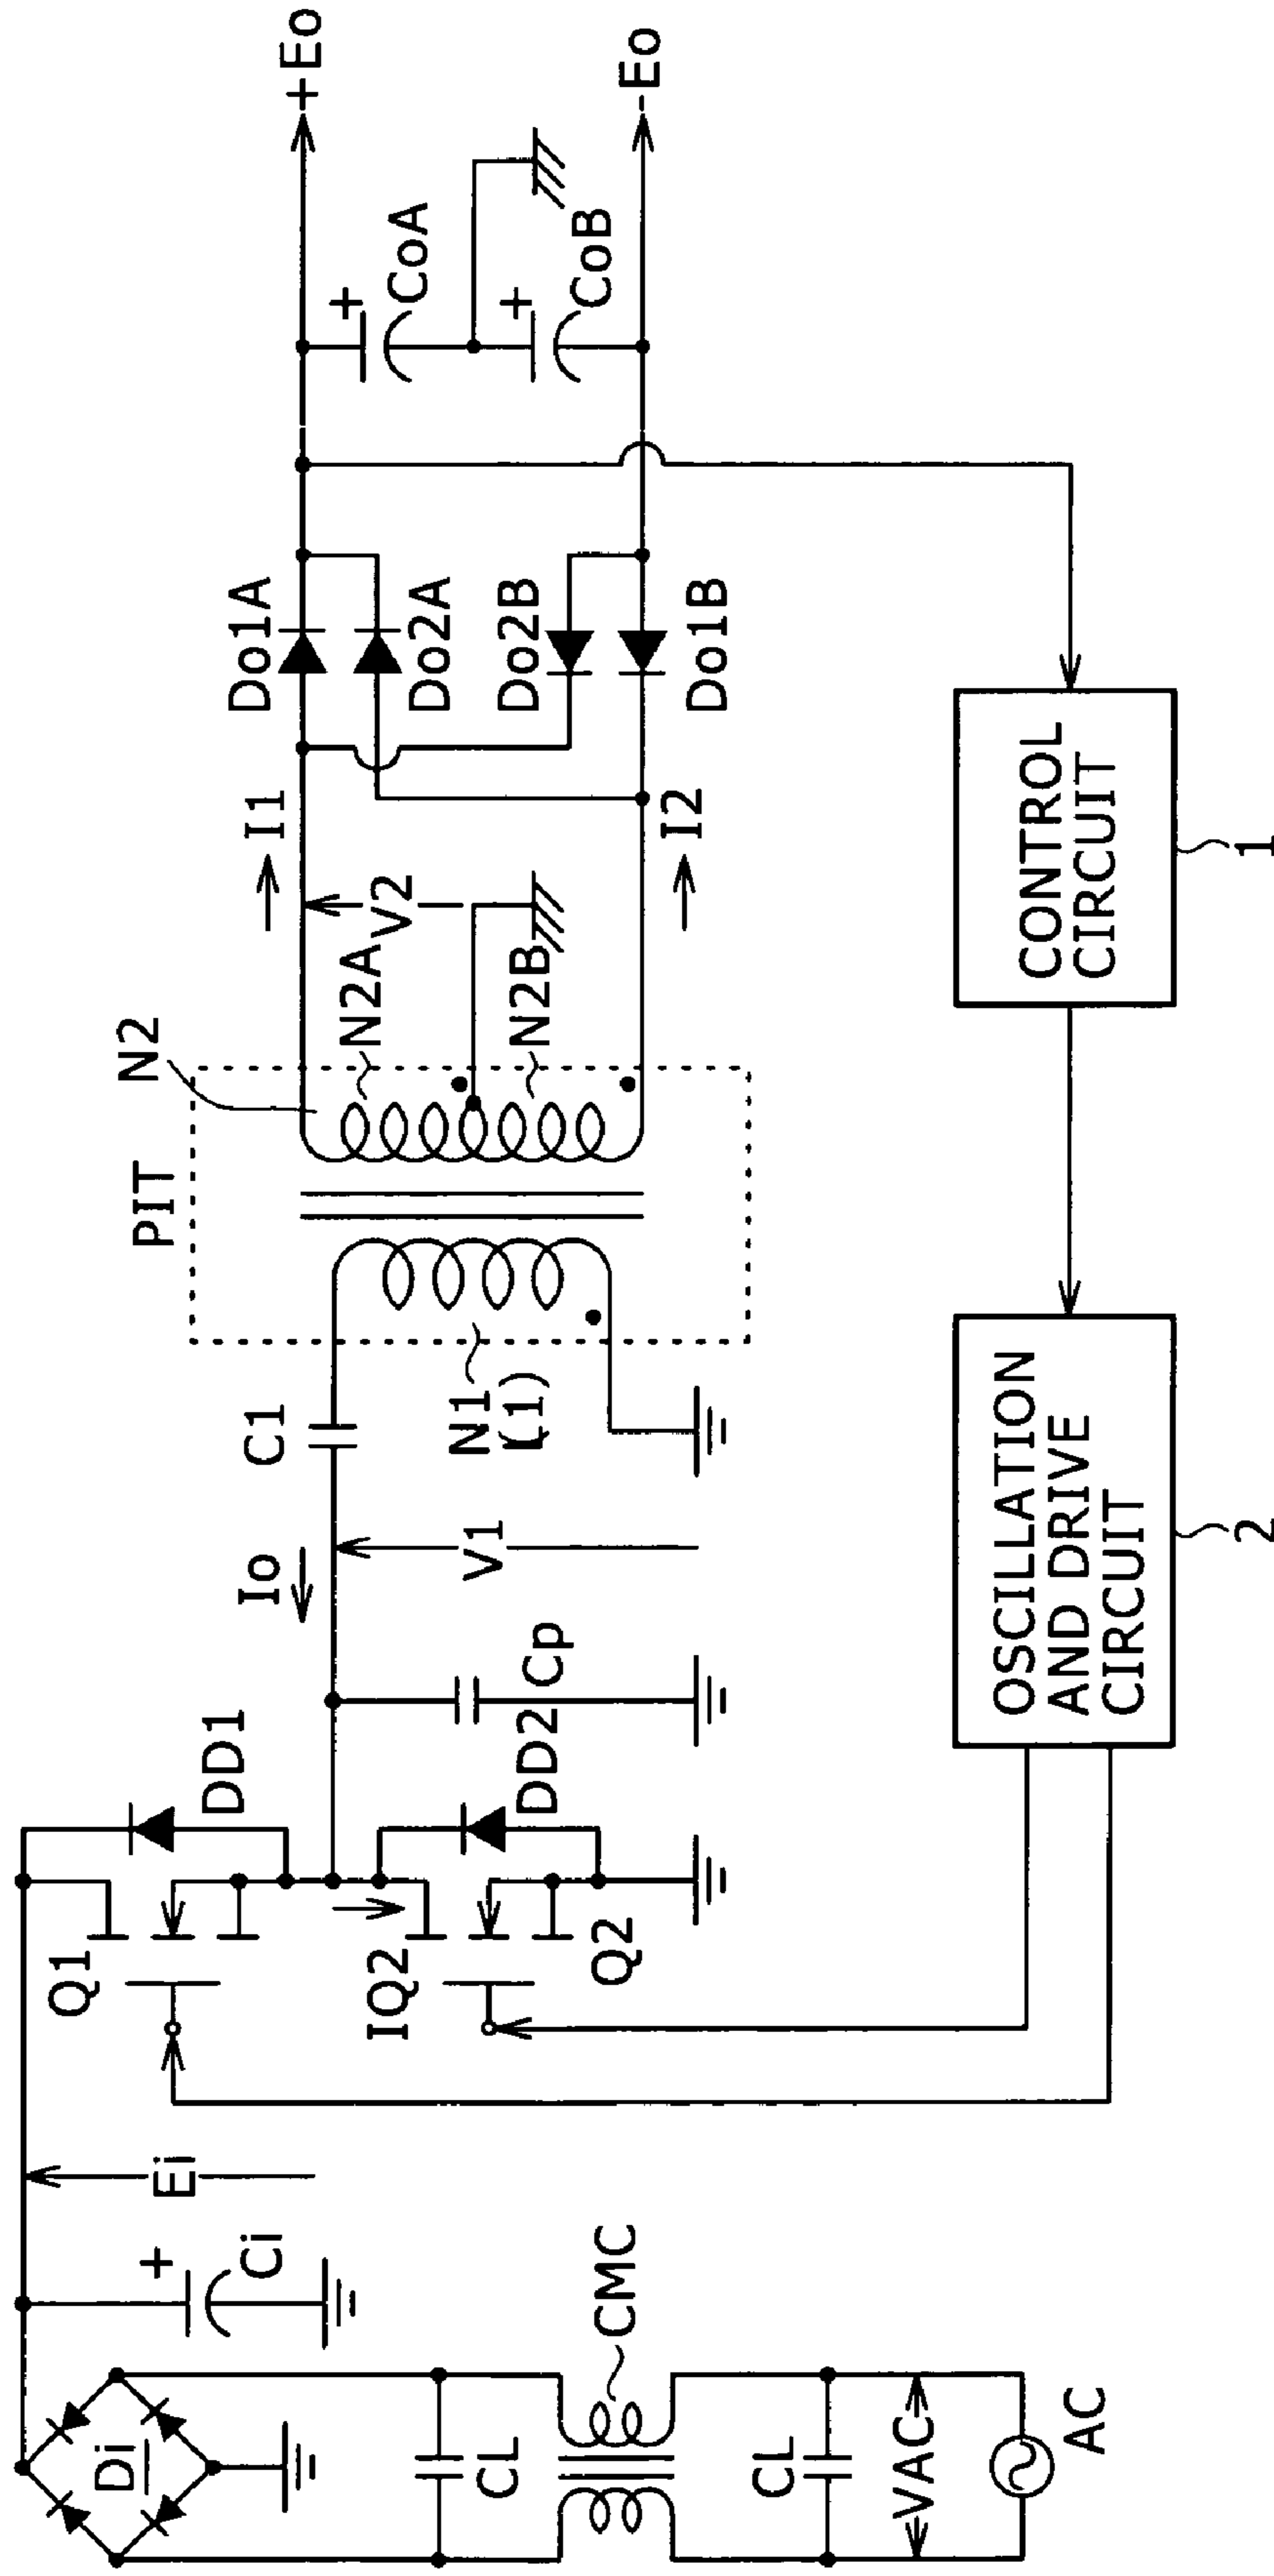 +Eo
-Eo
CoA
+
CoB
+
Do1A
Do2A
Do2B
Do1B
I1
I2
V2
N2A
N2B
N2
PIT
CONTROL
CIRCUIT
1
C1
N1
(L1)
Io
V1
Cp
OSCILLATION
AND DRIVE
CIRCUIT
2
DD1
DD2
Q1
IQ2
Q2
Ei
+
Ci
Di
CMC
CL
CL
VAC
AC